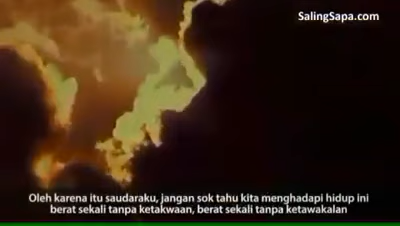 SalingSapa.com
Oleh karena itu saudaraku, jangan sok tahu kita menghadapi hidup ini
berat sekali tanpa ketakwaan, berat sekali tanpa ketawakalan